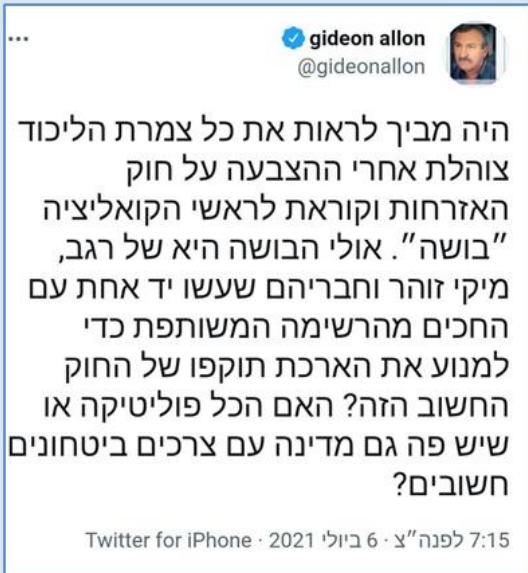 gideon allon
@gideonallon
היה מביך לראות את כל צמרת הליכוד
צוהלת אחרי ההצבעה על חוק
האזרחות וקוראת לראשי הקואליציה
"בושה". אולי הבושה היא של רגב,
מיקי זוהר וחבריהם שעשו יד אחת עם
החכים מהרשימה המשותפת כדי
למנוע את הארכת תוקפו של החוק
החשוב הזה? האם הכל פוליטיקה או
שיש פה גם מדינה עם צרכים ביטחונים
חשובים?
7:15 לפנה״צ · 6 ביולי 2021 · Twitter for iPhone